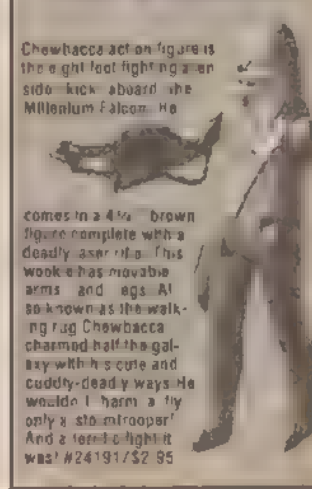 Chewbacca action figure is
the eight foot fighting alien
side kick aboard the
Millenium Falcon. He
comes in a 4¼ brown
figure complete with a
deadly laser rifle. This
wookie has movable
arms and legs. Al
so known as the walk-
ing rug Chewbacca
charmed half the gal-
axy with his cute and
cuddly-deadly ways He
wouldn't harm a fly
only a stormtrooper!
And a fight it
was! #24191/$2.95